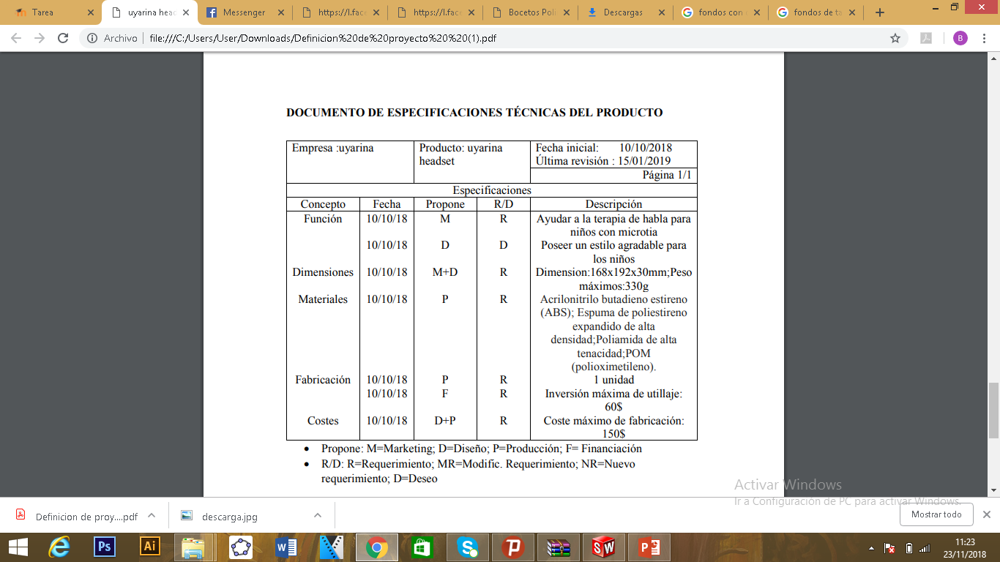 Tarea
uyarina head
Messenger
https://l.face
https://l.face
Bocetos Poli
Descargas
fondos con
fondos de ta
Archivo
file:///C:/Users/User/Downloads/Definicion%20de%20proyecto%20%20(1).pdf
B
DOCUMENTO DE ESPECIFICACIONES TÉCNICAS DEL PRODUCTO
Empresa :uyarina
Producto: uyarina
headset
Fecha inicial: 10/10/2018
Última revisión : 15/01/2019
Página 1/1
Especificaciones
Concepto Fecha Propone R/D Descripción
Función 10/10/18 M R Ayudar a la terapia de habla para
niños con microtia
10/10/18 D D Poseer un estilo agradable para
los niños
Dimensiones 10/10/18 M+D R Dimension:168x192x30mm;Peso
máximos:330g
Materiales 10/10/18 P R Acrilonitrilo butadieno estireno
(ABS); Espuma de poliestireno
expandido de alta
densidad;Poliamida de alta
tenacidad;POM
(polioximetileno).
Fabricación 10/10/18 P R 1 unidad
10/10/18 F R Inversión máxima de utillaje:
60$
Costes 10/10/18 D+P R Coste máximo de fabricación:
150$
• Propone: M=Marketing; D=Diseño; P=Producción; F= Financiación
• R/D: R=Requerimiento; MR=Modific. Requerimiento; NR=Nuevo
requerimiento; D=Deseo
Activar Windows
Ir a Configuración de PC para activar Windows.
Definicion de proy....pdf
descarga.jpg
Mostrar todo
Ps
Ai
W
S
P
SW
P
11:23
23/11/2018